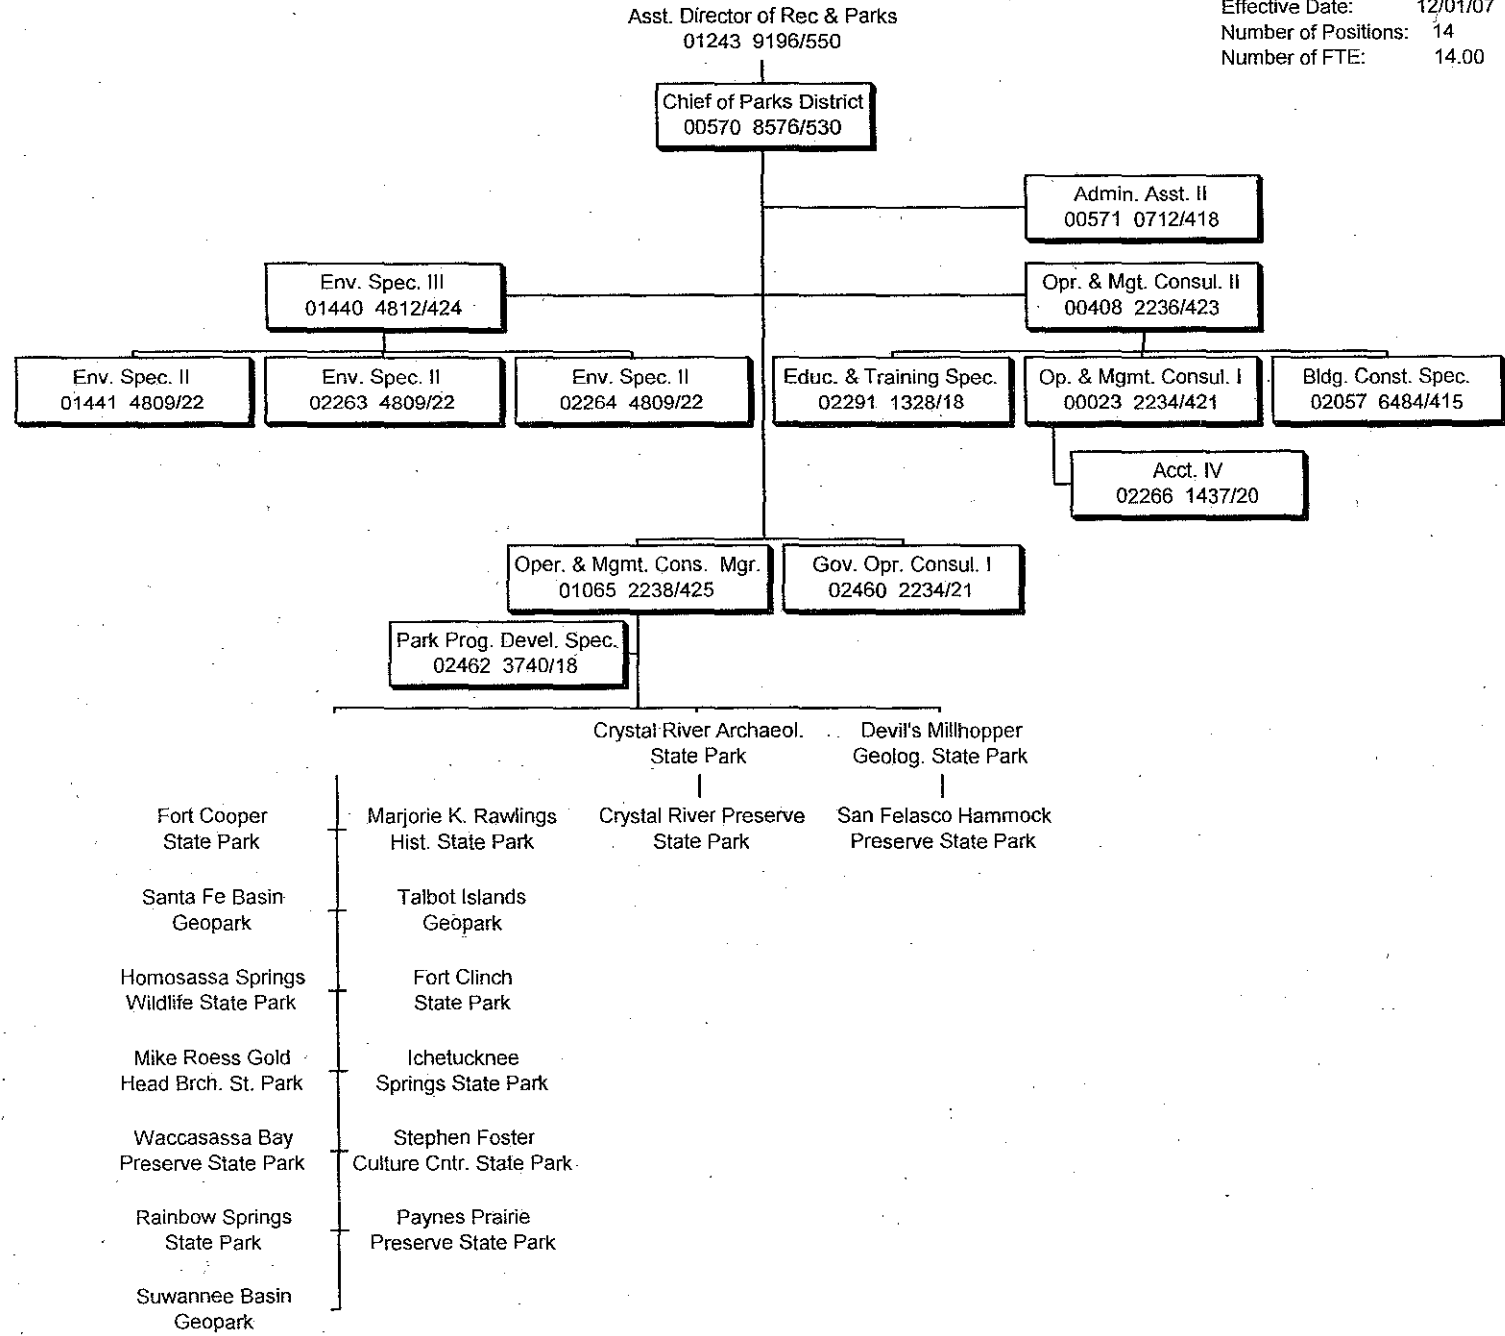 Effective Date: 12/01/07
Number of Positions: 14
Number of FTE: 14.00
Asst. Director of Rec & Parks
01243 9196/550
Chief of Parks District
00570 8576/530
Admin. Asst. II
00571 0712/418
Env. Spec. III
01440 4812/424
Opr. & Mgt. Consul. II
00408 2236/423
Env. Spec. II
01441 4809/22
Env. Spec. II
02263 4809/22
Env. Spec. II
02264 4809/22
Educ. & Training Spec.
02291 1328/18
Op. & Mgmt. Consul. I
00023 2234/421
Bldg. Const. Spec.
02057 6484/415
Acct. IV
02266 1437/20
Oper. & Mgmt. Cons. Mgr.
01065 2238/425
Gov. Opr. Consul. I
02460 2234/21
Park Prog. Devel. Spec.
02462 3740/18
Crystal River Archaeol.
State Park
Devil's Millhopper
Geolog. State Park
Fort Cooper
State Park
Marjorie K. Rawlings
Hist. State Park
Crystal River Preserve
State Park
San Felasco Hammock
Preserve State Park
Santa Fe Basin
Geopark
Talbot Islands
Geopark
Homosassa Springs
Wildlife State Park
Fort Clinch
State Park
Mike Roess Gold
Head Brch. St. Park
Ichetucknee
Springs State Park
Waccasassa Bay
Preserve State Park
Stephen Foster
Culture Cntr. State Park
Rainbow Springs
State Park
Paynes Prairie
Preserve State Park
Suwannee Basin
Geopark